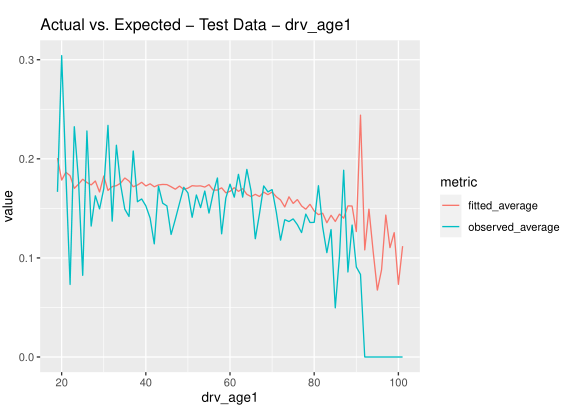 Actual vs. Expected − Test Data − drv_age1
0.3
0.2
0.1
0.0
value
20 40 60 80 100
drv_age1
metric
fitted_average
observed_average